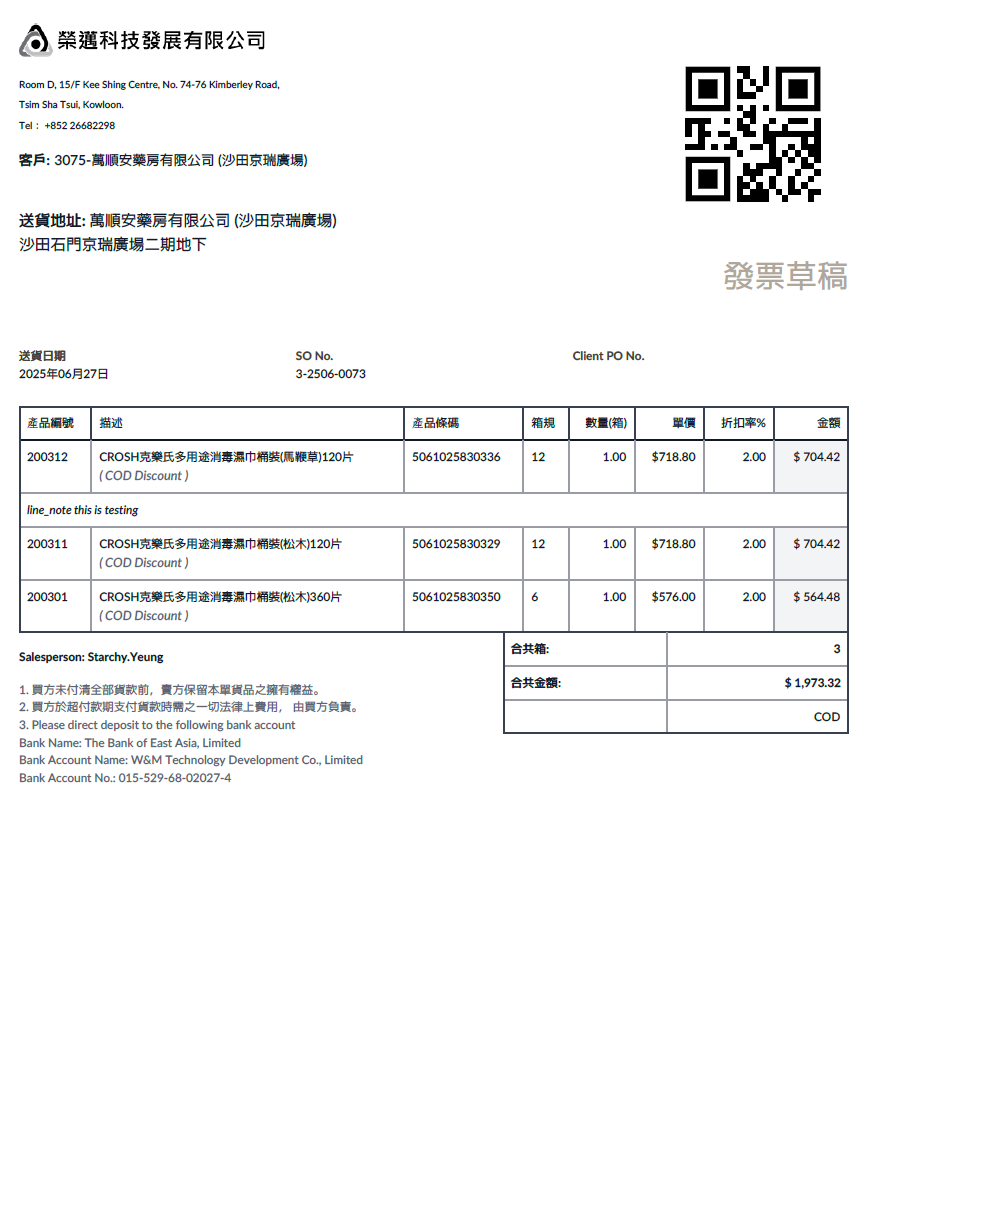 榮邁科技發展有限公司
Room D, 15/F Kee Shing Centre, No. 74-76 Kimberley Road,
Tsim Sha Tsui, Kowloon.
Tel： +852 26682298
客戶: 3075-萬順安藥房有限公司 (沙田京瑞廣場)
送貨地址: 萬順安藥房有限公司 (沙田京瑞廣場)
沙田石門京瑞廣場二期地下
發票草稿
送貨日期 SO No. Client PO No.
2025年06月27日 3-2506-0073
產品編號 描述 產品條碼 箱規 數量(箱) 單價 折扣率% 金額
200312 CROSH克樂氏多用途消毒濕巾桶裝(馬鞭草)120片 5061025830336 12 1.00 $718.80 2.00 $ 704.42
( COD Discount )
line_note this is testing
200311 CROSH克樂氏多用途消毒濕巾桶裝(松木)120片 5061025830329 12 1.00 $718.80 2.00 $ 704.42
( COD Discount )
200301 CROSH克樂氏多用途消毒濕巾桶裝(松木)360片 5061025830350 6 1.00 $576.00 2.00 $ 564.48
( COD Discount )
合共箱: 3
合共金額: $ 1,973.32
COD
Salesperson: Starchy.Yeung
1. 買方未付清全部貨款前，賣方保留本單貨品之擁有權益。
2. 買方於超付款期支付貨款時需之一切法律上費用， 由買方負責。
3. Please direct deposit to the following bank account
Bank Name: The Bank of East Asia, Limited
Bank Account Name: W&M Technology Development Co., Limited
Bank Account No.: 015-529-68-02027-4